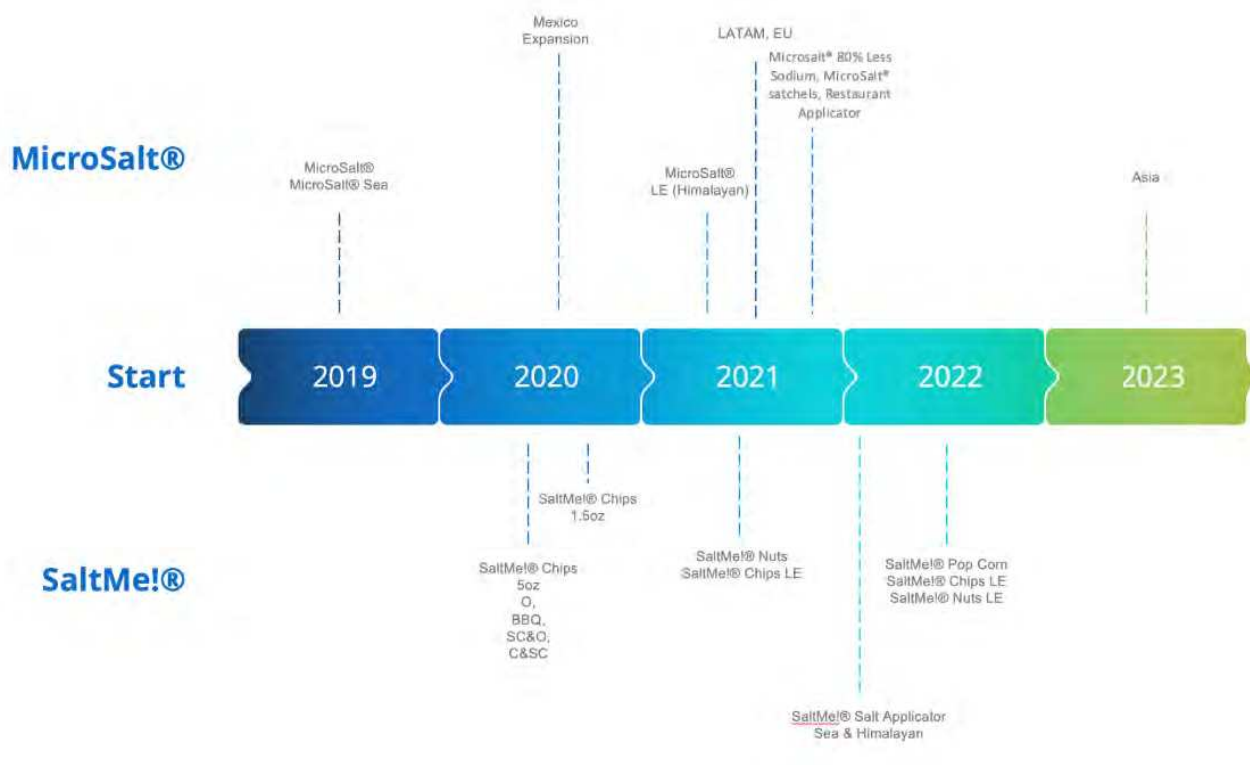 Mexico
Expansion
LATAM, EU
Microsalt® 80% Less
Sodium, MicroSalt®
satchels, Restaurant
Applicator
MicroSalt®
MicroSalt®
MicroSalt® Sea
MicroSalt®
LE (Himalayan)
Asia
Start
2019
2020
2021
2022
2023
SaltMe!® Chips
1.5oz
SaltMe!®
SaltMe!® Chips
5oz
O,
BBQ,
SC&O,
C&SC
SaltMe!® Nuts
SaltMe!® Chips LE
SaltMe!® Pop Corn
SaltMe!® Chips LE
SaltMe!® Nuts LE
SaltMe!® Salt Applicator
Sea & Himalayan